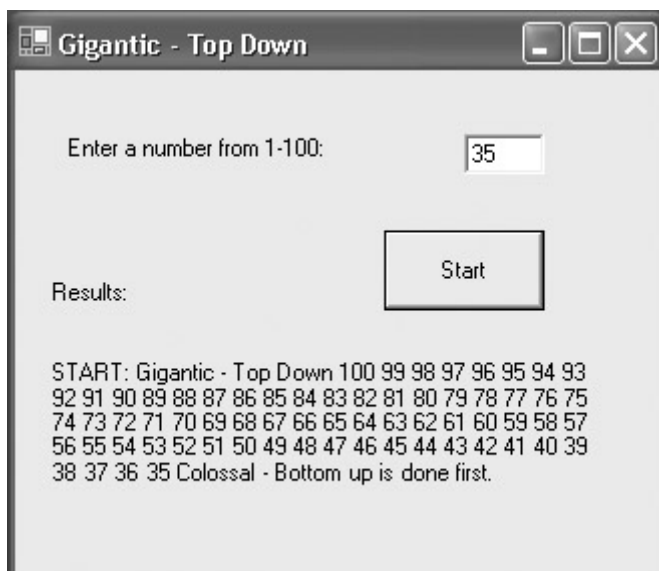 Gigantic - Top Down
Enter a number from 1-100:
35
Start
Results:
START: Gigantic - Top Down 100 99 98 97 96 95 94 93
92 91 90 89 88 87 86 85 84 83 82 81 80 79 78 77 76 75
74 73 72 71 70 69 68 67 66 65 64 63 62 61 60 59 58 57
56 55 54 53 52 51 50 49 48 47 46 45 44 43 42 41 40 39
38 37 36 35 Colossal - Bottom up is done first.